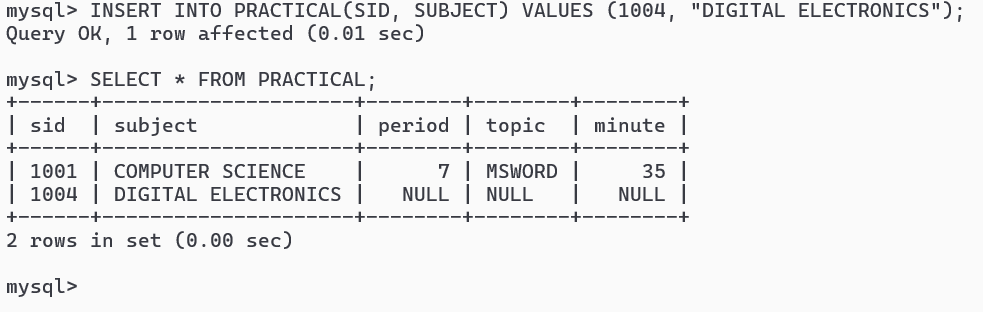 mysql> INSERT INTO PRACTICAL(SID, SUBJECT) VALUES (1004, "DIGITAL ELECTRONICS");
Query OK, 1 row affected (0.01 sec)

mysql> SELECT * FROM PRACTICAL;
+------+---------------------+--------+--------+--------+
| sid  | subject             | period | topic  | minute |
+------+---------------------+--------+--------+--------+
| 1001 | COMPUTER SCIENCE    |      7 | MSWORD |     35 |
| 1004 | DIGITAL ELECTRONICS |   NULL | NULL   |   NULL |
+------+---------------------+--------+--------+--------+
2 rows in set (0.00 sec)

mysql>